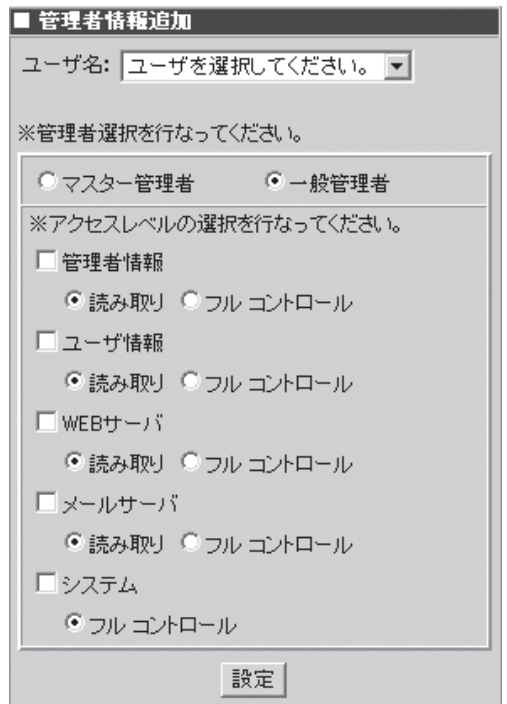 ■ 管理者情報追加
ユーザ名: ユーザを選択してください。
※管理者選択を行なってください。
マスター管理者 一般管理者
※アクセスレベルの選択を行なってください。
管理者情報
読み取り フル コントロール
ユーザ情報
読み取り フル コントロール
WEBサーバ
読み取り フル コントロール
メールサーバ
読み取り フル コントロール
システム
フル コントロール
設定